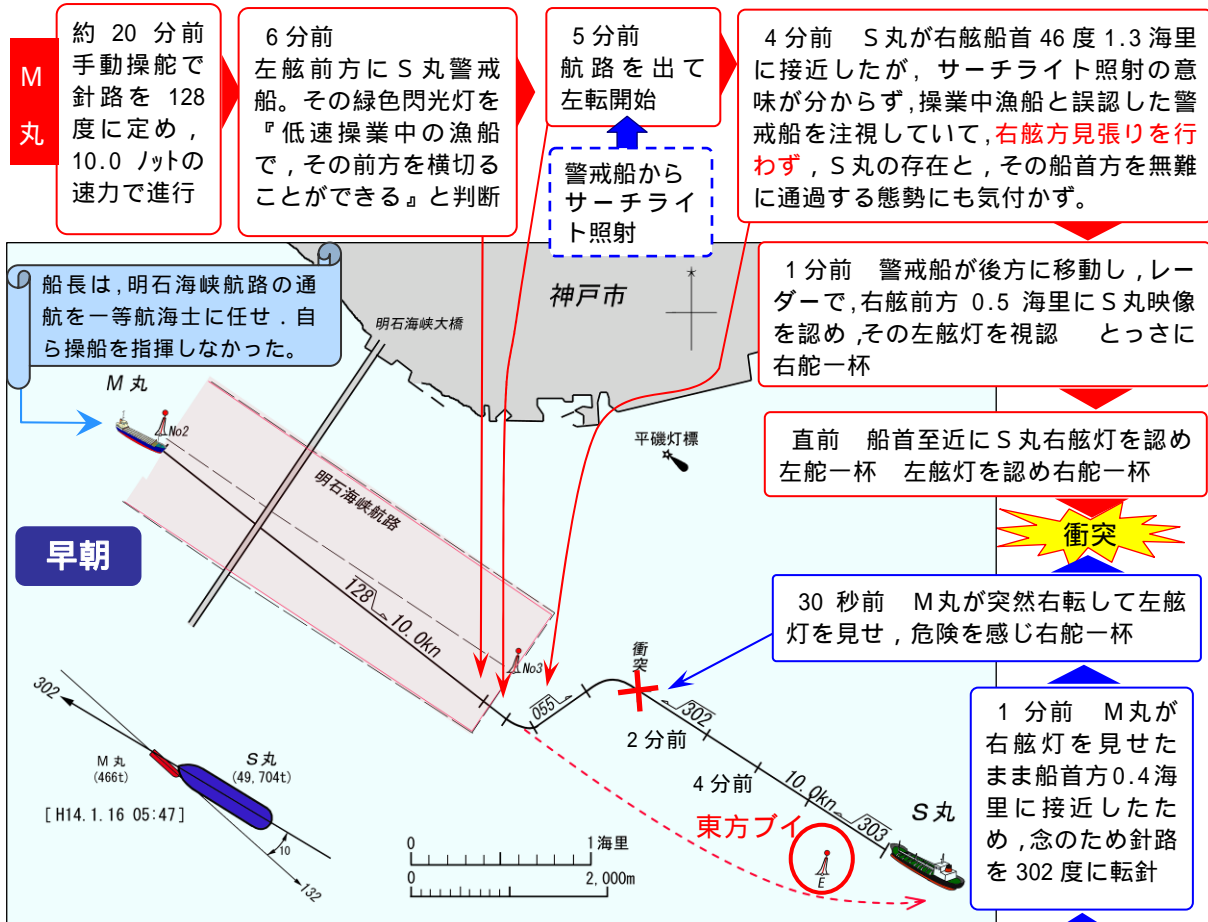 M
丸
約 20 分前
手動操舵で
針路を 128
度に定め，
10.0 ノットの
速力で進行
6 分前
左舷前方にＳ丸警戒
船。その緑色閃光灯を
『低速操業中の漁船
で，その前方を横切る
ことができる』と判断
5 分前
航路を出て
左転開始
警戒船から
サーチライ
ト照射
4 分前　Ｓ丸が右舷船首 46 度 1.3 海里
に接近したが，サーチライト照射の意
味が分からず，操業中漁船と誤認した警
戒船を注視していて，右舷方見張りを行
わず，Ｓ丸の存在と，その船首方を無難
に通過する態勢にも気付かず。
1 分前　警戒船が後方に移動し，レー
ダーで，右舷前方 0.5 海里にＳ丸映像
を認め，その左舷灯を視認　とっさに
右舵一杯
直前　船首至近にＳ丸右舷灯を認め
左舵一杯　左舷灯を認め右舵一杯
衝突
30 秒前　Ｍ丸が突然右転して左舷
灯を見せ，危険を感じ右舵一杯
1 分前　Ｍ丸が
右舷灯を見せた
まま船首方0.4海
里に接近したた
め，念のため針路
を 302 度に転針
船長は，明石海峡航路の通
航を一等航海士に任せ．自
ら操船を指揮しなかった。
神戸市
明石海峡大橋
M 丸
No2
平磯灯標
明石海峡航路
早朝
128
10.0kn
No3
055
衝突
302
2 分前
4 分前
10.0kn
303
S 丸
東方ブイ
E
302
M 丸
(466t)
S 丸
(49,704t)
[H14.1.16 05:47]
10
132
0
1海里
0
2,000m